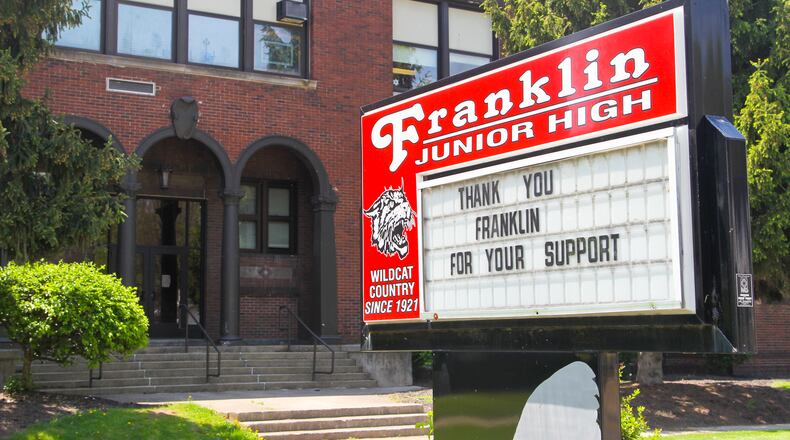 Franklin
JUNIOR HIGH
THANK YOU
FRANKLIN
FOR YOUR SUPPORT
WILDCAT
COUNTRY
SINCE 1921